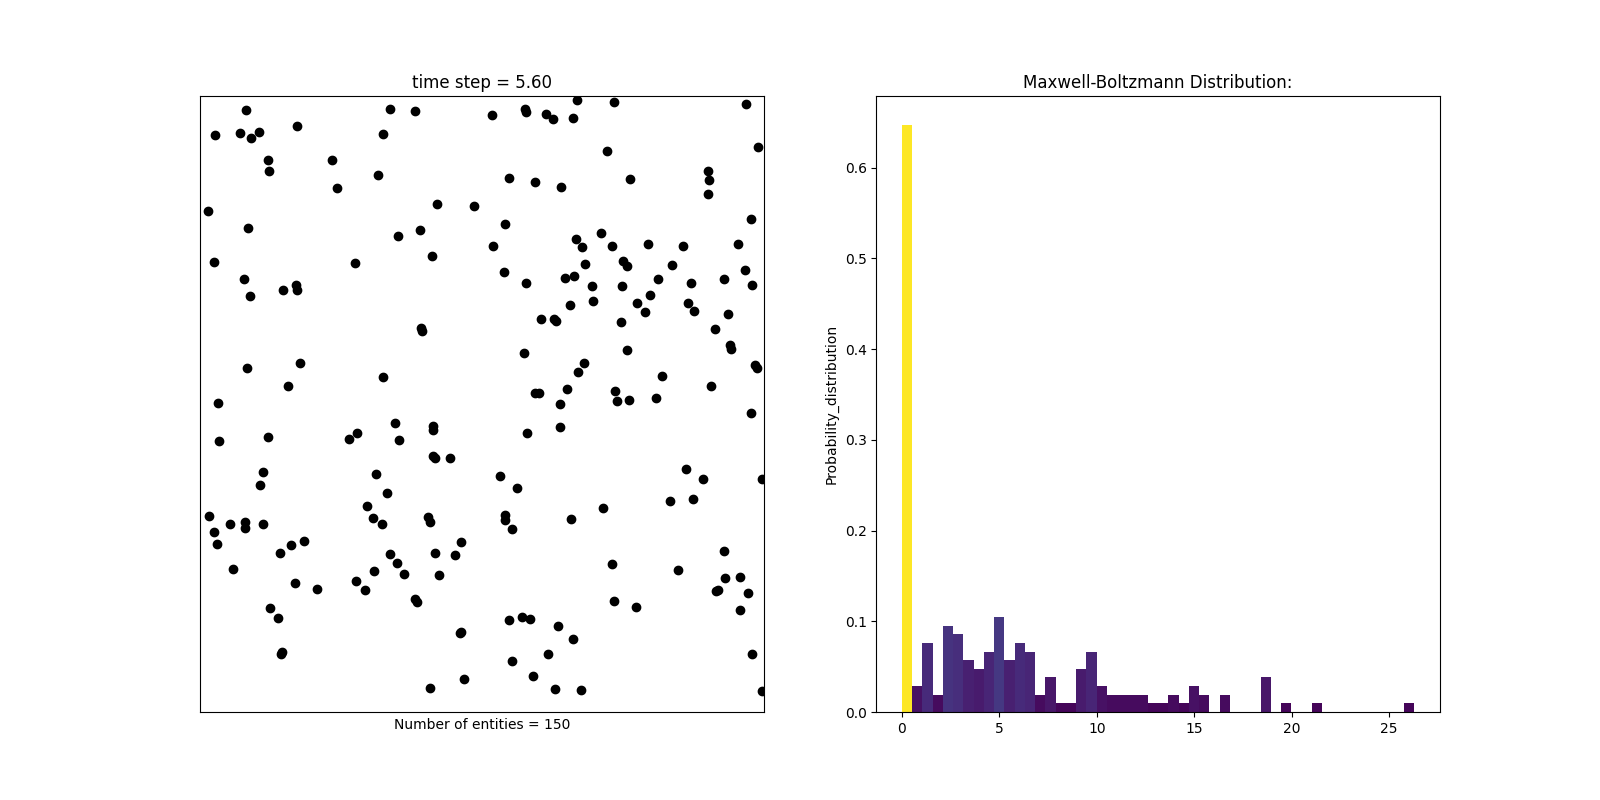 time step = 5.60
Number of entities = 150
Maxwell-Boltzmann Distribution:
Probability_distribution
0.6
0.5
0.4
0.3
0.2
0.1
0.0
0 5 10 15 20 25